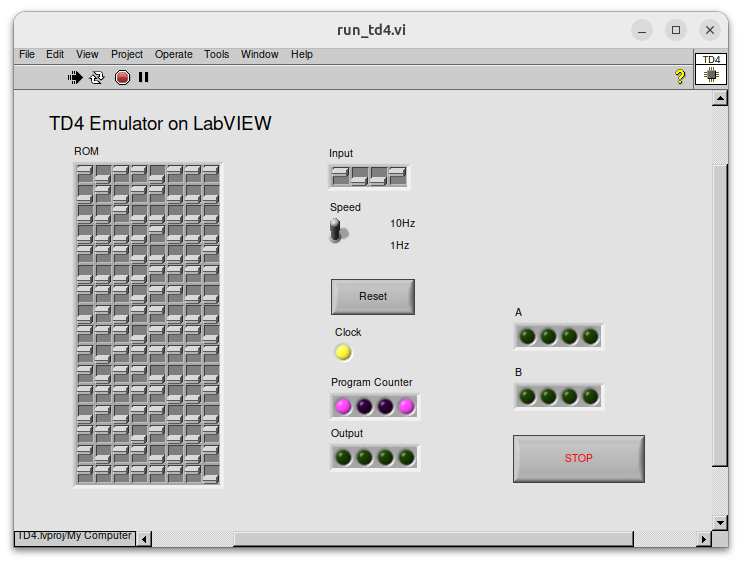 run_td4.vi
File Edit View Project Operate Tools Window Help
TD4
TD4 Emulator on LabVIEW
ROM
Input
Speed
10Hz
1Hz
Reset
Clock
Program Counter
Output
A
B
STOP
TD4.lvproj/My Computer